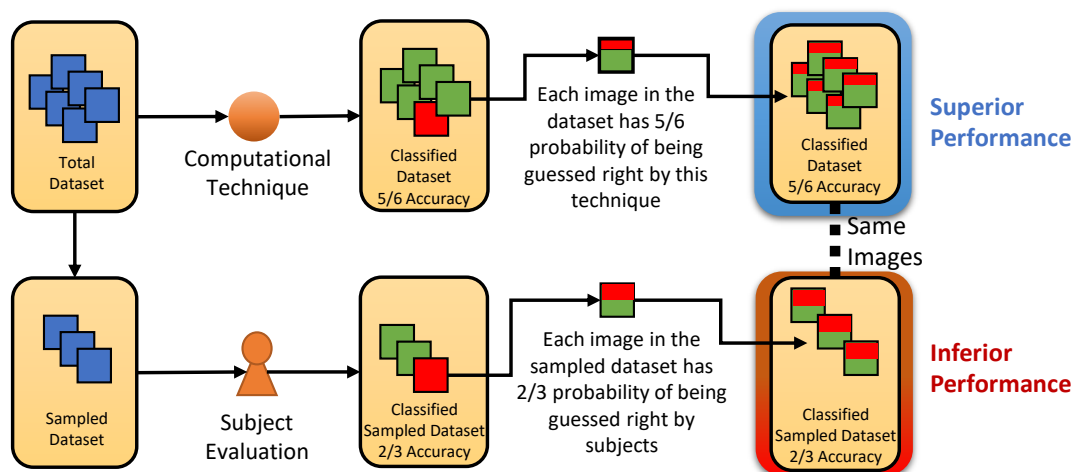 Total
Dataset
Computational
Technique
Classified
Dataset
5/6 Accuracy
Each image in the
dataset has 5/6
probability of being
guessed right by this
technique
Classified
Dataset
5/6 Accuracy
Superior
Performance
Same
Images
Sampled
Dataset
Subject
Evaluation
Classified
Sampled Dataset
2/3 Accuracy
Each image in the
sampled dataset has
2/3 probability of being
guessed right by
subjects
Classified
Sampled Dataset
2/3 Accuracy
Inferior
Performance